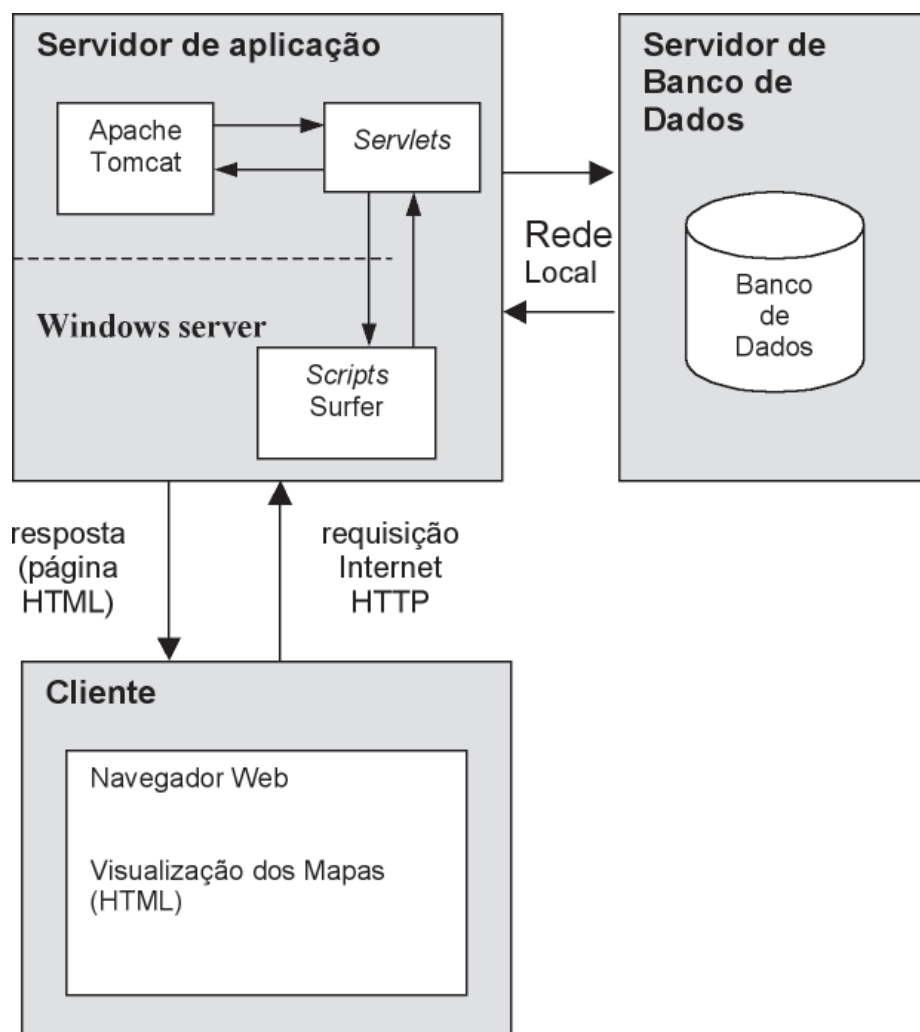 Servidor de aplicação
Apache
Tomcat
Servlets
Windows server
Scripts
Surfer
Rede
Local
Servidor de
Banco de
Dados
Banco
de
Dados
resposta
(página
HTML)
requisição
Internet
HTTP
Cliente
Navegador Web
Visualização dos Mapas
(HTML)